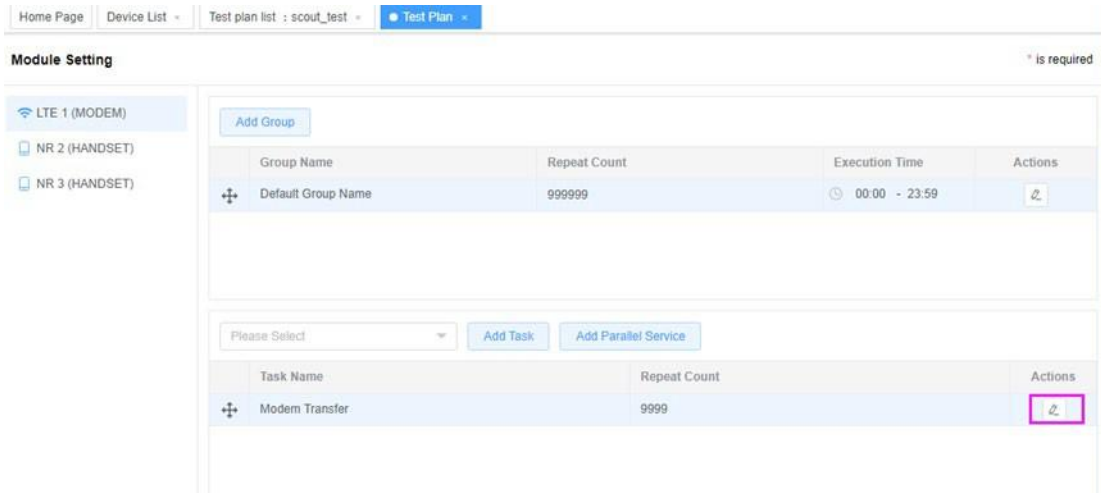 Home Page Device List × Test plan list : scout_test × Test Plan ×
Module Setting * is required
LTE 1 (MODEM)
NR 2 (HANDSET)
NR 3 (HANDSET)
Add Group
Group Name Repeat Count Execution Time Actions
Default Group Name 999999 00:00 - 23:59
Please Select Add Task Add Parallel Service
Task Name Repeat Count Actions
Modem Transfer 9999